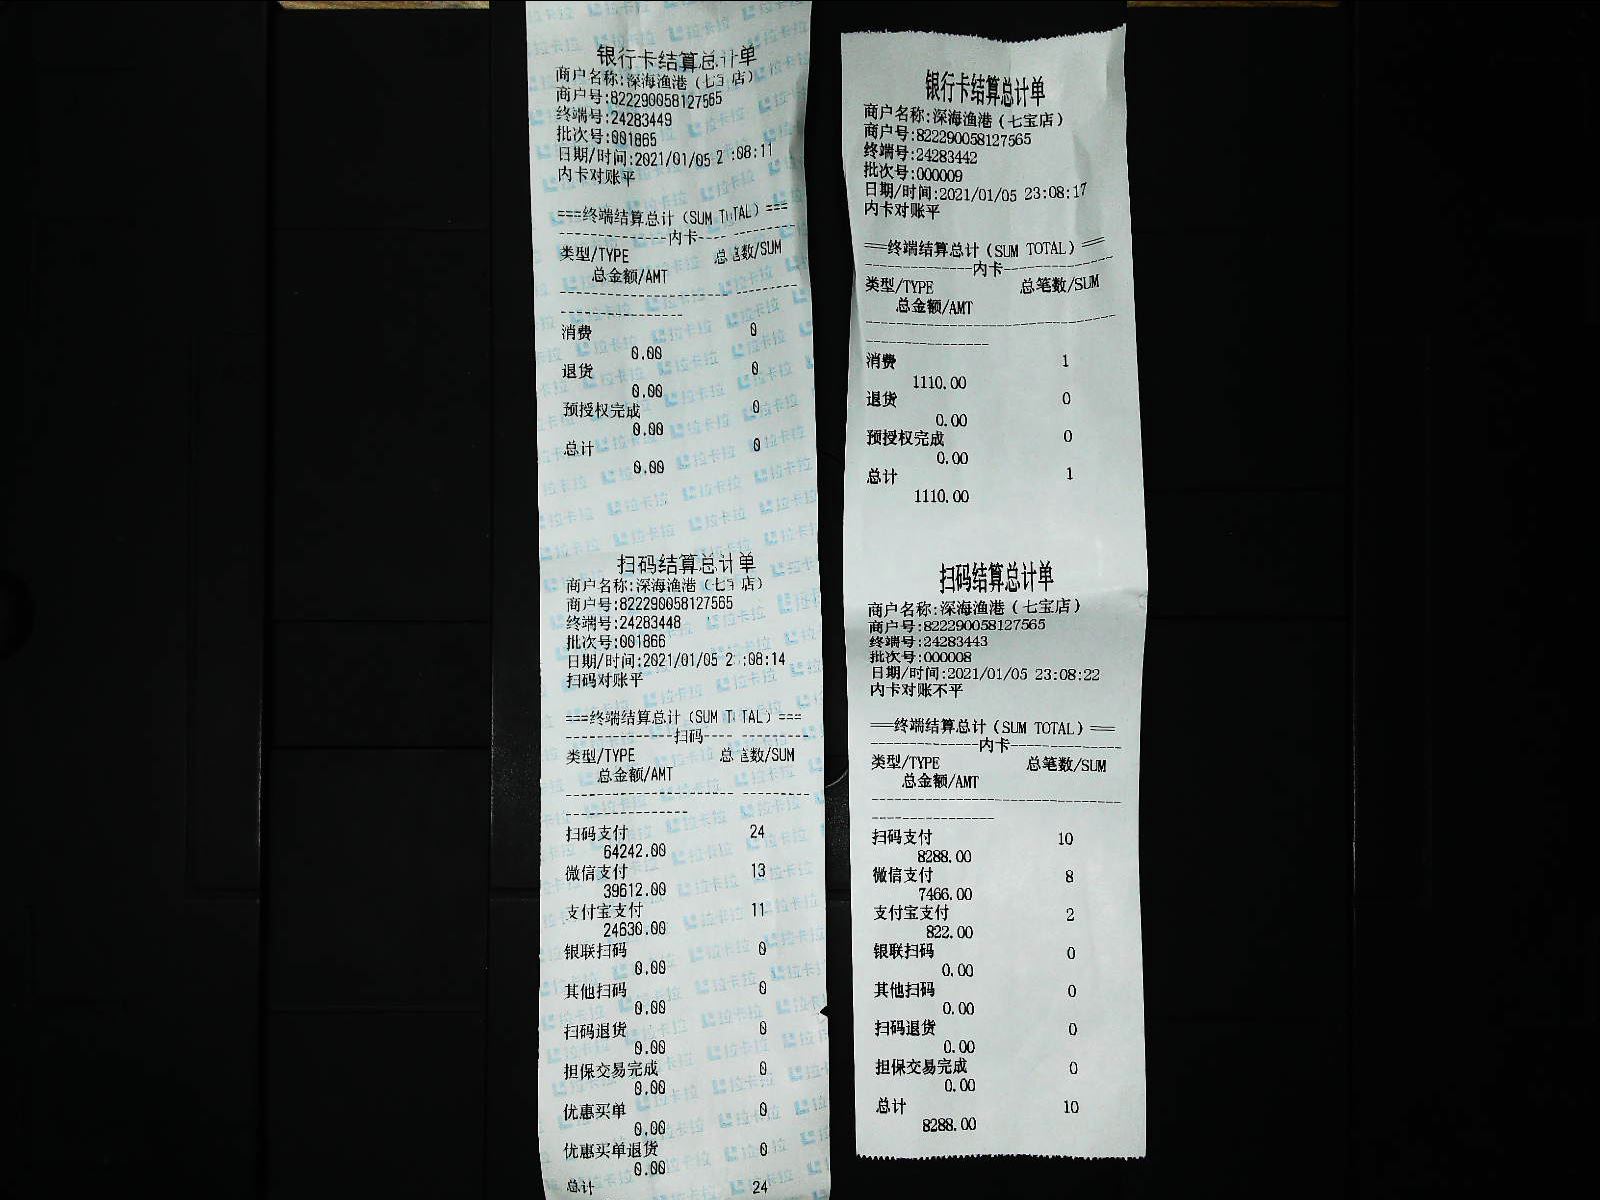 银行卡结算总计单
商户名称:深海渔港(七 店)
商户号:822290058127565
终端号:24283449
批次号:001865
日期/时间:2021/01/05 2 :08:11
内卡对账平
===终端结算总计(SUM T TAL)===
内卡
类型/TYPE 总 数/SUM
总金额/AMT
消费 0
0.00
退货 0
0.00
预授权完成 0
0.00
总计 0
0.00
扫码结算总计单
商户名称:深海渔港(七 店)
商户号:822290058127565
终端号:24283448
批次号:001866
日期/时间:2021/01/05 2 :08:14
扫码对账平
===终端结算总计(SUM T TAL)===
扫码
类型/TYPE 总 数/SUM
总金额/AMT
扫码支付 24
64242.00
微信支付 13
39612.00
支付宝支付 11
24630.00
银联扫码 0
0.00
其他扫码 0
0.00
扫码退货 0
0.00
担保交易完成 0
0.00
优惠买单 0
0.00
优惠买单退货 0
0.00
总计 24
银行卡结算总计单
商户名称:深海渔港(七宝店)
商户号:822290058127565
终端号:24283442
批次号:000009
日期/时间:2021/01/05 23:08:17
内卡对账平
==终端结算总计(SUM TOTAL)==
内卡
类型/TYPE 总笔数/SUM
总金额/AMT
消费 1
1110.00
退货 0
0.00
预授权完成 0
0.00
总计 1
1110.00
扫码结算总计单
商户名称:深海渔港(七宝店)
商户号:822290058127565
终端号:24283443
批次号:000008
日期/时间:2021/01/05 23:08:22
内卡对账不平
==终端结算总计(SUM TOTAL)==
内卡
类型/TYPE 总笔数/SUM
总金额/AMT
扫码支付 10
8288.00
微信支付 8
7466.00
支付宝支付 2
822.00
银联扫码 0
0.00
其他扫码 0
0.00
扫码退货 0
0.00
担保交易完成 0
0.00
总计 10
8288.00